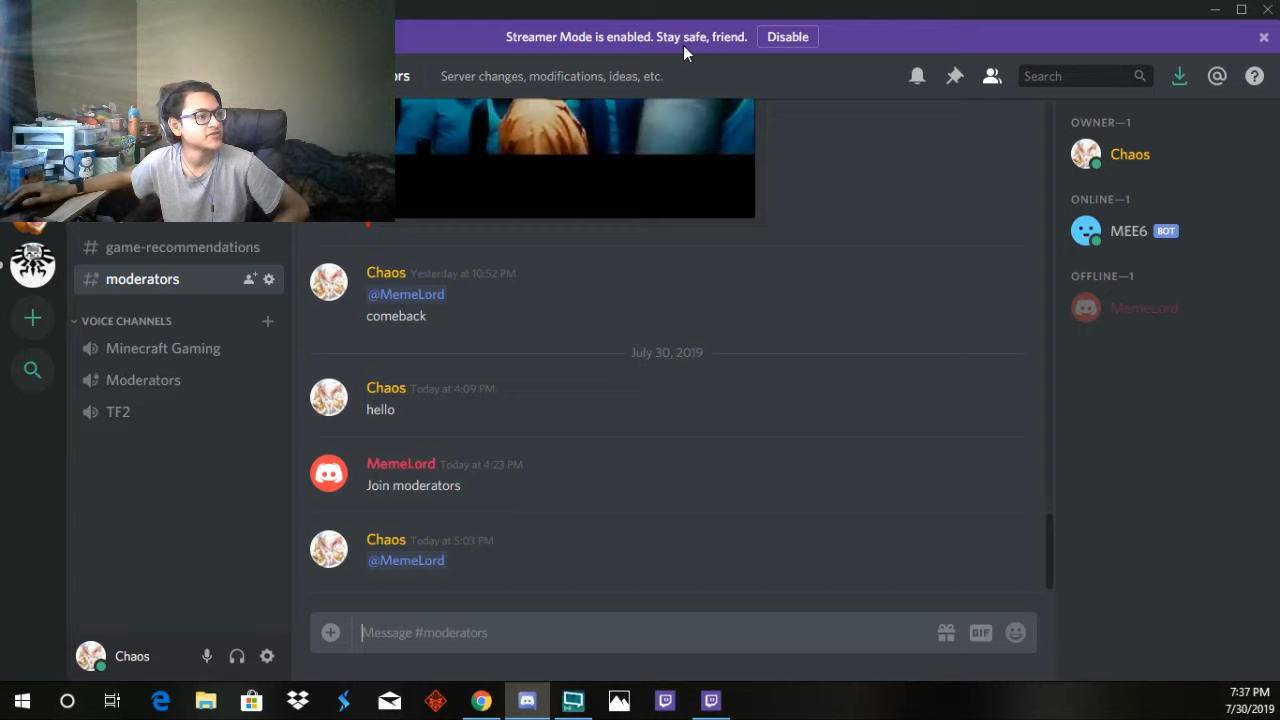 Streamer Mode is enabled. Stay safe, friend. Disable
ors Server changes, modifications, ideas, etc. Search
OWNER—1
Chaos
ONLINE—1
MEE6 BOT
OFFLINE—1
MemeLord
game-recommendations
moderators
VOICE CHANNELS
Minecraft Gaming
Moderators
TF2
Chaos Yesterday at 10:52 PM
@MemeLord
comeback
July 30, 2019
Chaos Today at 4:09 PM
hello
MemeLord Today at 4:23 PM
Join moderators
Chaos Today at 5:03 PM
@MemeLord
Message #moderators
GIF
Chaos
7:37 PM
7/30/2019